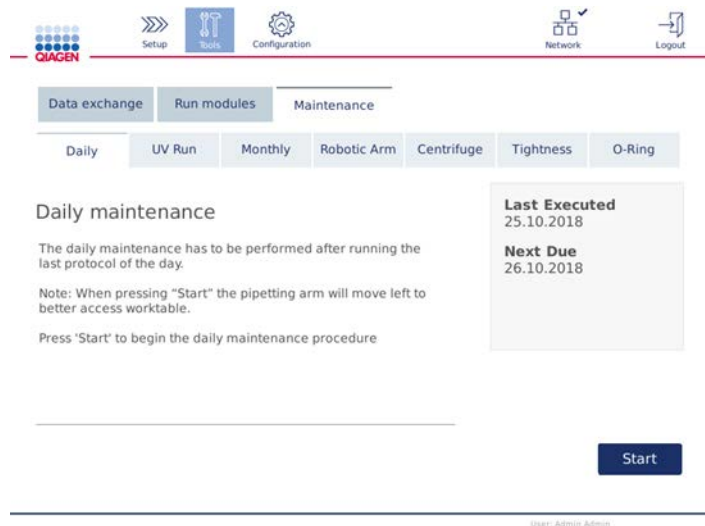 QIAGEN
Setup
Tools
Configuration
Network
Logout
Data exchange
Run modules
Maintenance
Daily
UV Run
Monthly
Robotic Arm
Centrifuge
Tightness
O-Ring
Daily maintenance
The daily maintenance has to be performed after running the
last protocol of the day.
Note: When pressing “Start” the pipetting arm will move left to
better access worktable.
Press 'Start' to begin the daily maintenance procedure
Last Executed
25.10.2018
Next Due
26.10.2018
Start
User: Admin Admin